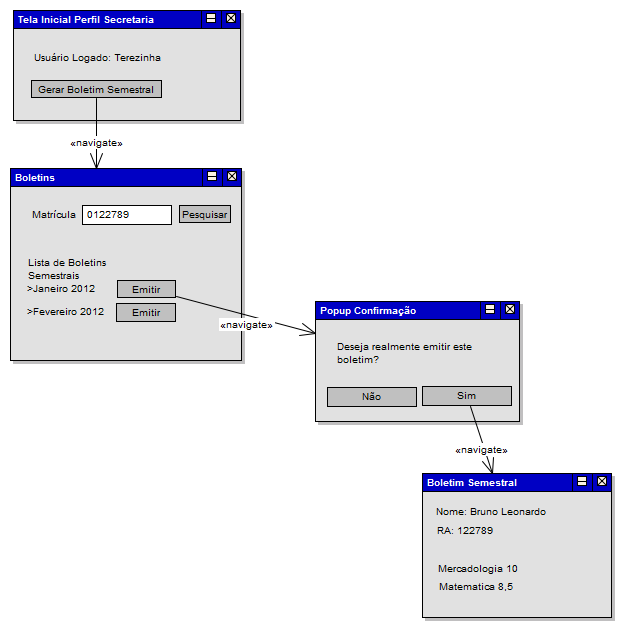 Tela Inicial Perfil Secretaria
Usuário Logado: Terezinha
Gerar Boletim Semestral
«navigate»
Boletins
Matrícula 0122789 Pesquisar
Lista de Boletins
Semestrais
>Janeiro 2012 Emitir
>Fevereiro 2012 Emitir
«navigate»
Popup Confirmação
Deseja realmente emitir este
boletim?
Não Sim
«navigate»
Boletim Semestral
Nome: Bruno Leonardo
RA: 122789
Mercadologia 10
Matematica 8,5